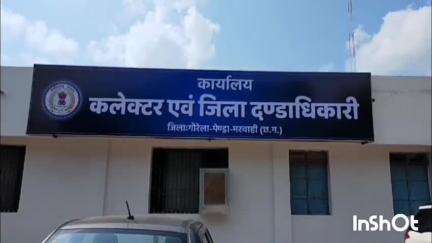 कार्यालय
कलेक्टर एवं जिला दण्डाधिकारी
जिला:गौरेला-पेण्ड्रा-मरवाही (छ.ग.)
InShOt